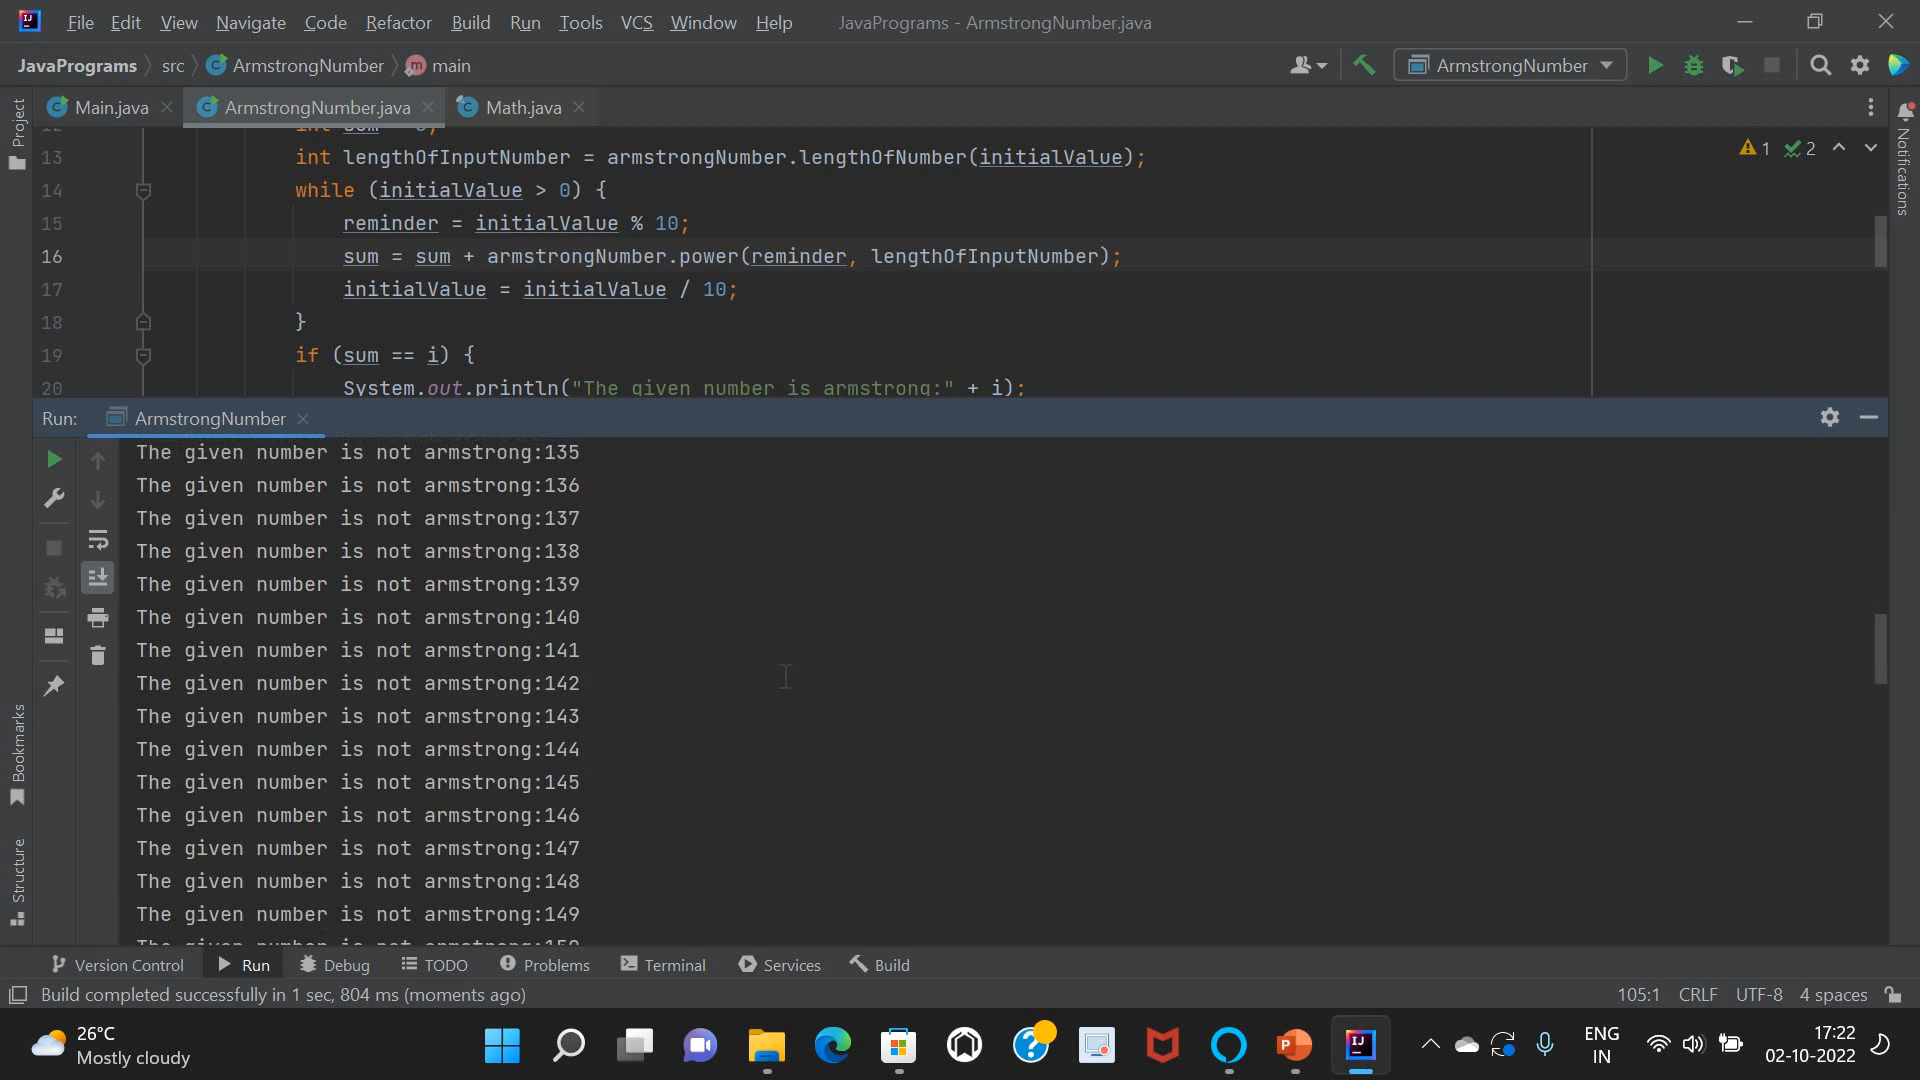 File Edit View Navigate Code Refactor Build Run Tools VCS Window Help JavaPrograms - ArmstrongNumber.java
JavaPrograms src ArmstrongNumber main ArmstrongNumber
Project
Main.java ArmstrongNumber.java Math.java
Notifications
12 int sum = 0;
13 int lengthOfInputNumber = armstrongNumber.lengthOfNumber(initialValue); 1 2
14 while (initialValue > 0) {
15 reminder = initialValue % 10;
16 sum = sum + armstrongNumber.power(reminder, lengthOfInputNumber);
17 initialValue = initialValue / 10;
18 }
19 if (sum == i) {
20 System.out.println("The given number is armstrong:" + i);
Run: ArmstrongNumber
The given number is not armstrong:135
The given number is not armstrong:136
The given number is not armstrong:137
The given number is not armstrong:138
The given number is not armstrong:139
The given number is not armstrong:140
The given number is not armstrong:141
The given number is not armstrong:142
The given number is not armstrong:143
The given number is not armstrong:144
The given number is not armstrong:145
The given number is not armstrong:146
The given number is not armstrong:147
The given number is not armstrong:148
The given number is not armstrong:149
The given number is not armstrong:150
Bookmarks
Structure
Version Control Run Debug TODO Problems Terminal Services Build
Build completed successfully in 1 sec, 804 ms (moments ago) 105:1 CRLF UTF-8 4 spaces
26°C
Mostly cloudy
ENG
IN
17:22
02-10-2022